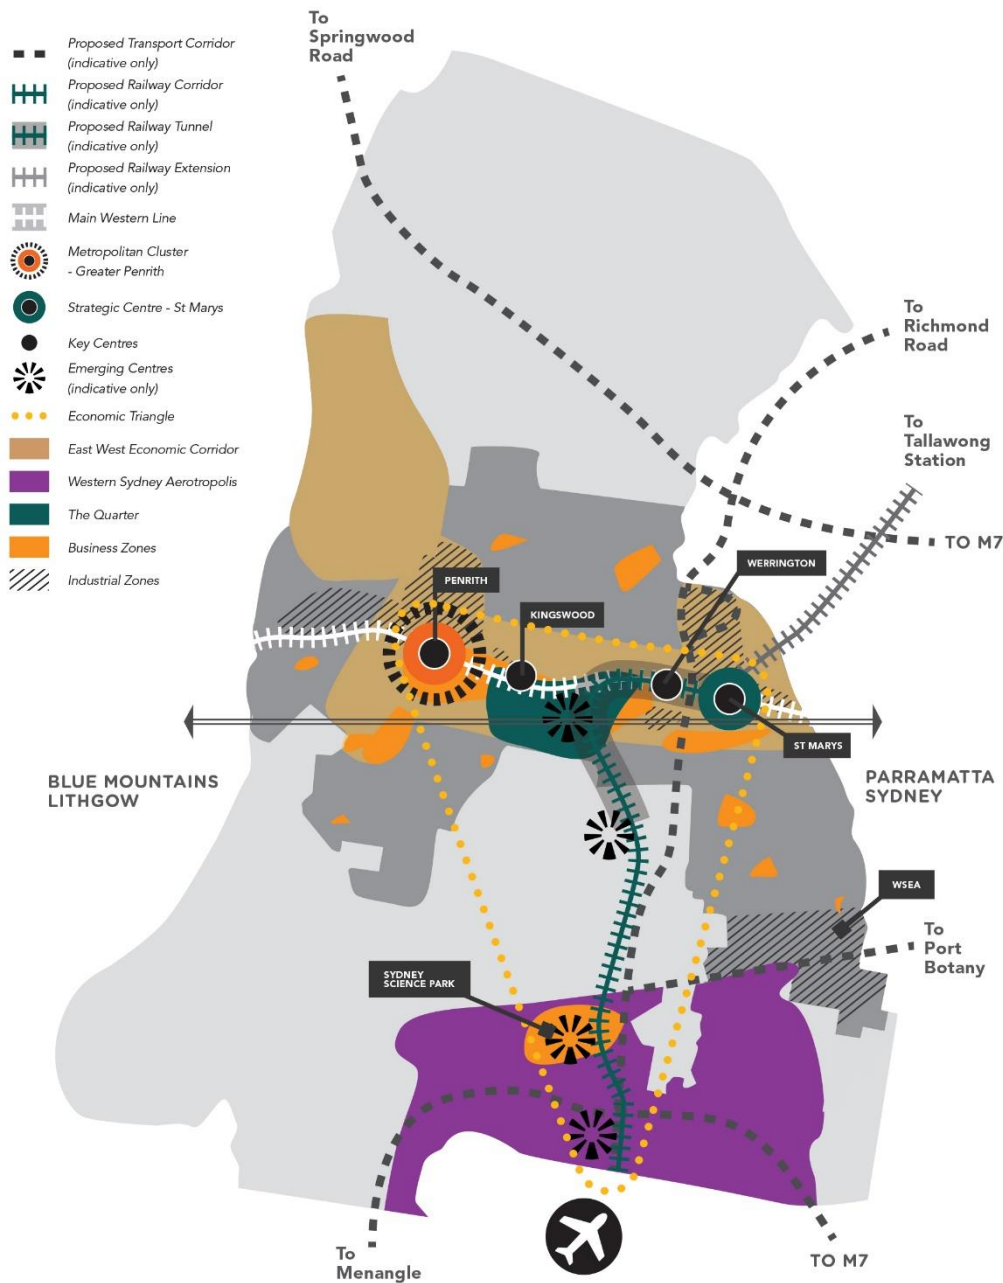 To
Springwood
Road
Proposed Transport Corridor
(indicative only)
Proposed Railway Corridor
(indicative only)
Proposed Railway Tunnel
(indicative only)
Proposed Railway Extension
(indicative only)
Main Western Line
Metropolitan Cluster
- Greater Penrith
Strategic Centre - St Marys
Key Centres
Emerging Centres
(indicative only)
Economic Triangle
East West Economic Corridor
Western Sydney Aerotropolis
The Quarter
Business Zones
Industrial Zones
To
Richmond
Road
To
Tallawong
Station
TO M7
WERRINGTON
PENRITH
KINGSWOOD
ST MARYS
BLUE MOUNTAINS
LITHGOW
PARRAMATTA
SYDNEY
WSEA
To
Port
Botany
SYDNEY
SCIENCE PARK
To
Menangle
TO M7